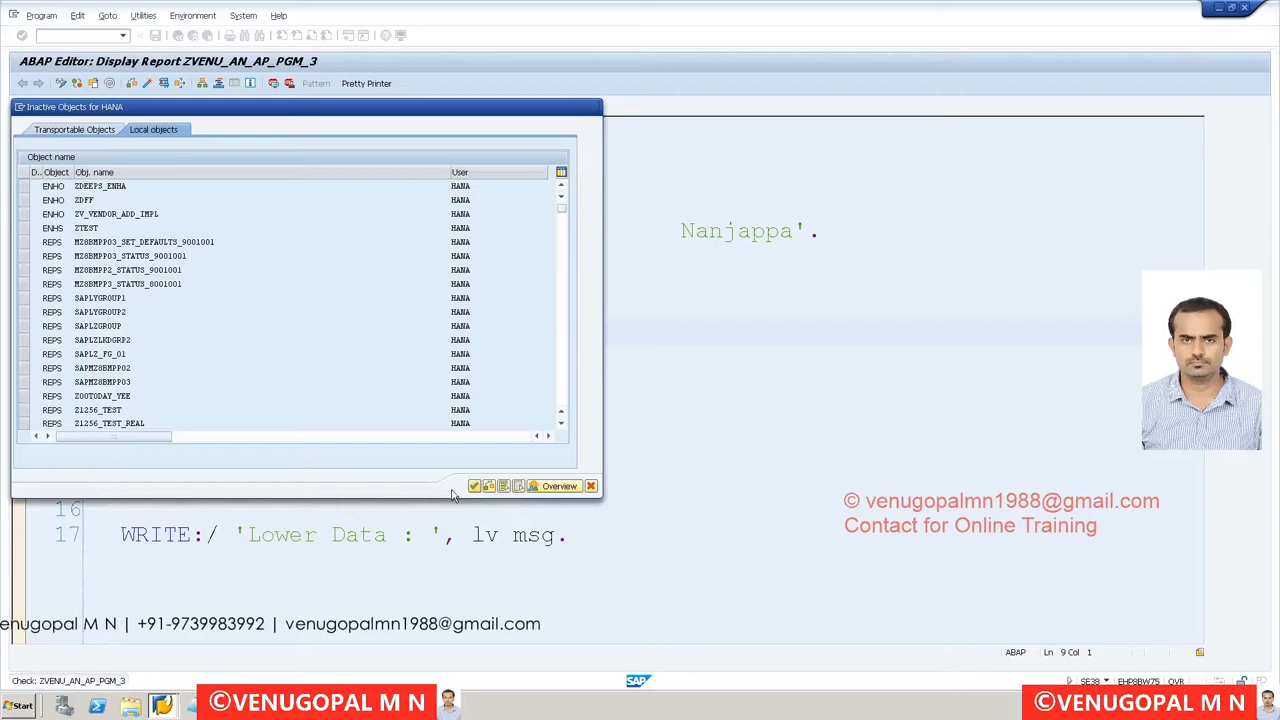 Program Edit Goto Utilities Environment System Help
ABAP Editor: Display Report ZVENU_AN_AP_PGM_3
Pattern Pretty Printer
Inactive Objects for HANA
Transportable Objects Local objects
Object name
D.. Object Obj. name User
ENHO ZDEEPS_ENHA HANA
ENHO ZDFF HANA
ENHO ZV_VENDOR_ADD_IMPL HANA
ENHS ZTEST HANA
REPS MZ8BMPP03_SET_DEFAULTS_9001001 HANA
REPS MZ8BMPP03_STATUS_9001001 HANA
REPS MZ8BMPP2_STATUS_9001001 HANA
REPS MZ8BMPP3_STATUS_8001001 HANA
REPS SAPLYGROUP1 HANA
REPS SAPLYGROUP2 HANA
REPS SAPLZGROUP HANA
REPS SAPLZLKDGRP2 HANA
REPS SAPLZ_FG_01 HANA
REPS SAPMZ8BMPP02 HANA
REPS SAPMZ8BMPP03 HANA
REPS Z00TODAY_YEE HANA
REPS Z1256_TEST HANA
REPS Z1256_TEST_REAL HANA
Overview
Nanjappa'.
16
17 WRITE:/ 'Lower Data : ', lv msg.
© venugopalmn1988@gmail.com
Contact for Online Training
enugopal M N | +91-9739983992 | venugopalmn1988@gmail.com
ABAP Ln 9 Col 1
Check: ZVENU_AN_AP_PGM_3
SAP
SE38 EHP8BW75 OVR
Start
©VENUGOPAL M N
©VENUGOPAL M N